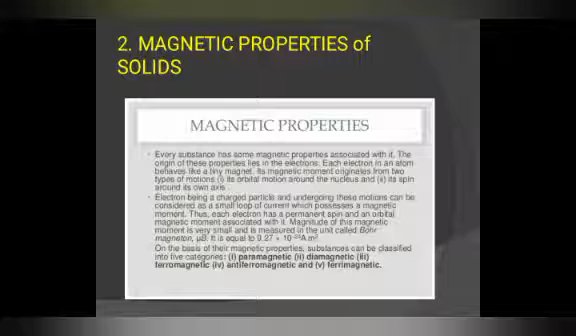 2. MAGNETIC PROPERTIES of
SOLIDS
MAGNETIC PROPERTIES
• Every substance has some magnetic properties associated with it. The
origin of these properties lies in the electrons. Each electron in an atom
behaves like a tiny magnet. Its magnetic moment originates from two
types of motions (i) its orbital motion around the nucleus and (ii) its spin
around its own axis .
• Electron being a charged particle and undergoing these motions can be
considered as a small loop of current which possesses a magnetic
moment. Thus, each electron has a permanent spin and an orbital
magnetic moment associated with it. Magnitude of this magnetic
moment is very small and is measured in the unit called Bohr
magneton, μB. It is equal to 9.27 × 10⁻²⁴A m²
On the basis of their magnetic properties, substances can be classified
into five categories: (i) paramagnetic (ii) diamagnetic (iii)
ferromagnetic (iv) antiferromagnetic and (v) ferrimagnetic.